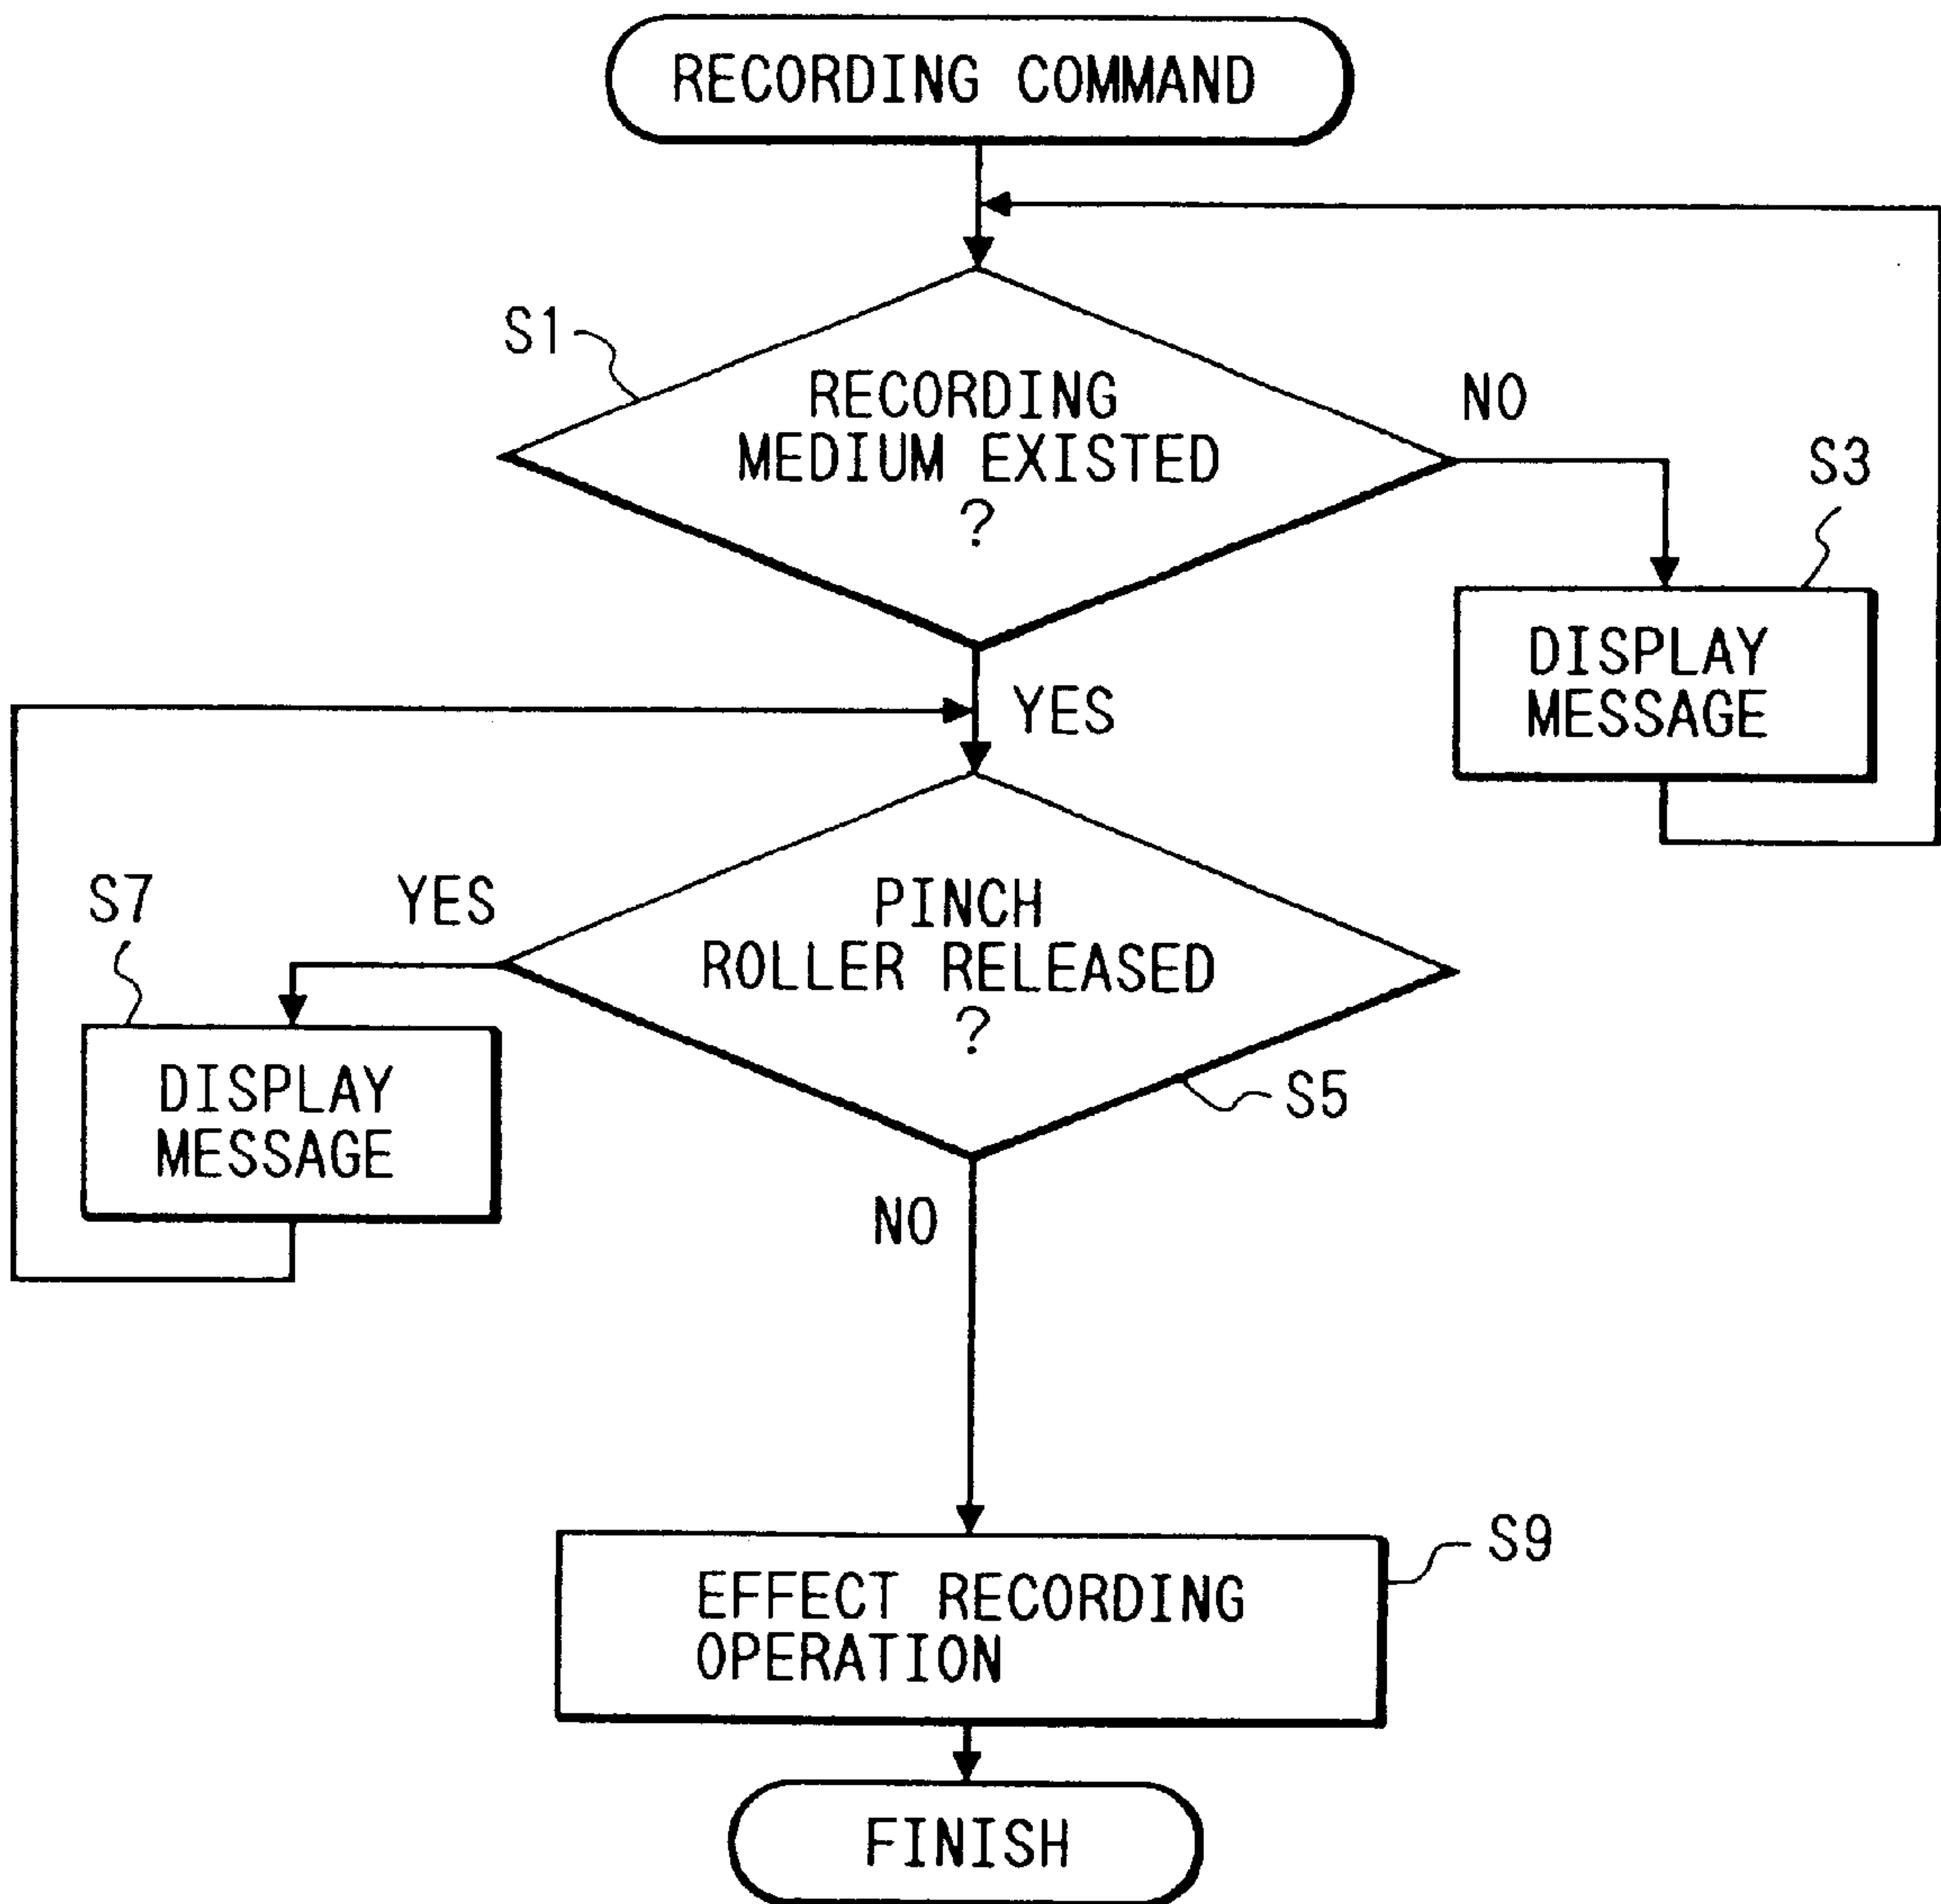 RECORDING COMMAND
S1
RECORDING
MEDIUM EXISTED
?
NO
S3
DISPLAY
MESSAGE
YES
S7
YES
PINCH
ROLLER RELEASED
?
S5
DISPLAY
MESSAGE
NO
S9
EFFECT RECORDING
OPERATION
FINISH